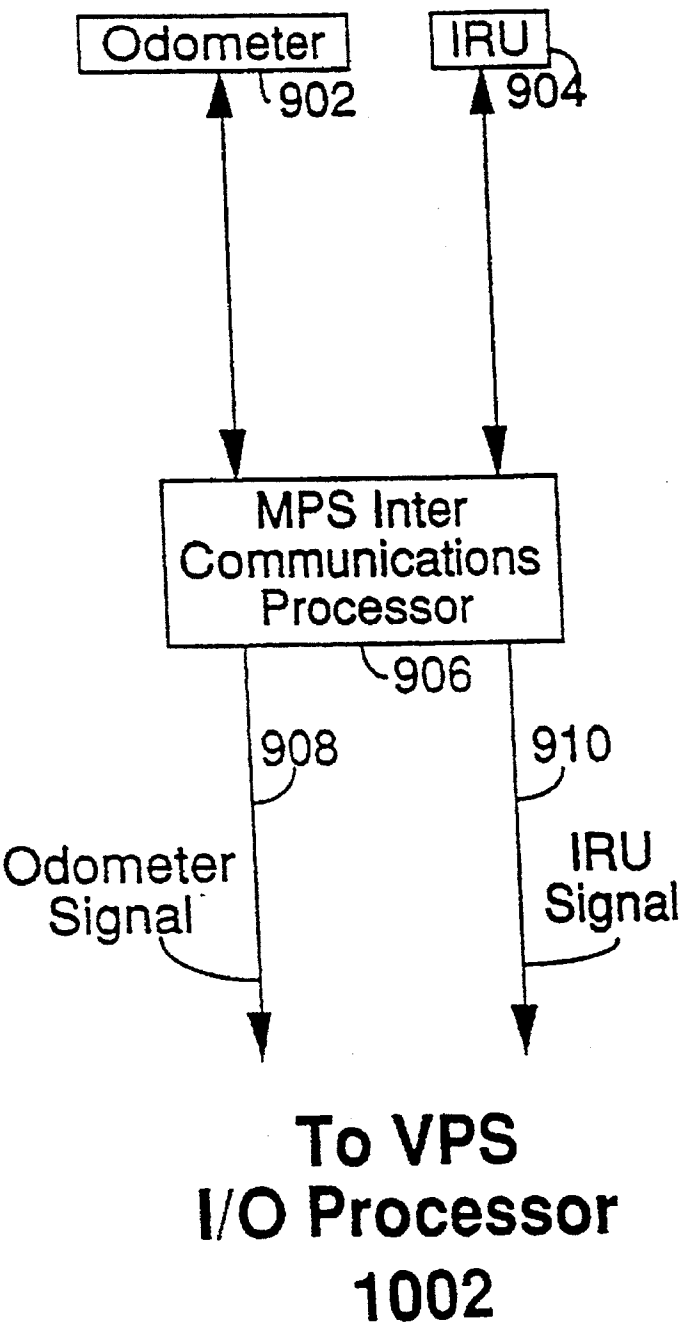 Odometer
IRU
902
904
MPS Inter
Communications
Processor
906
908
910
Odometer
Signal
IRU
Signal
To VPS
I/O Processor
1002